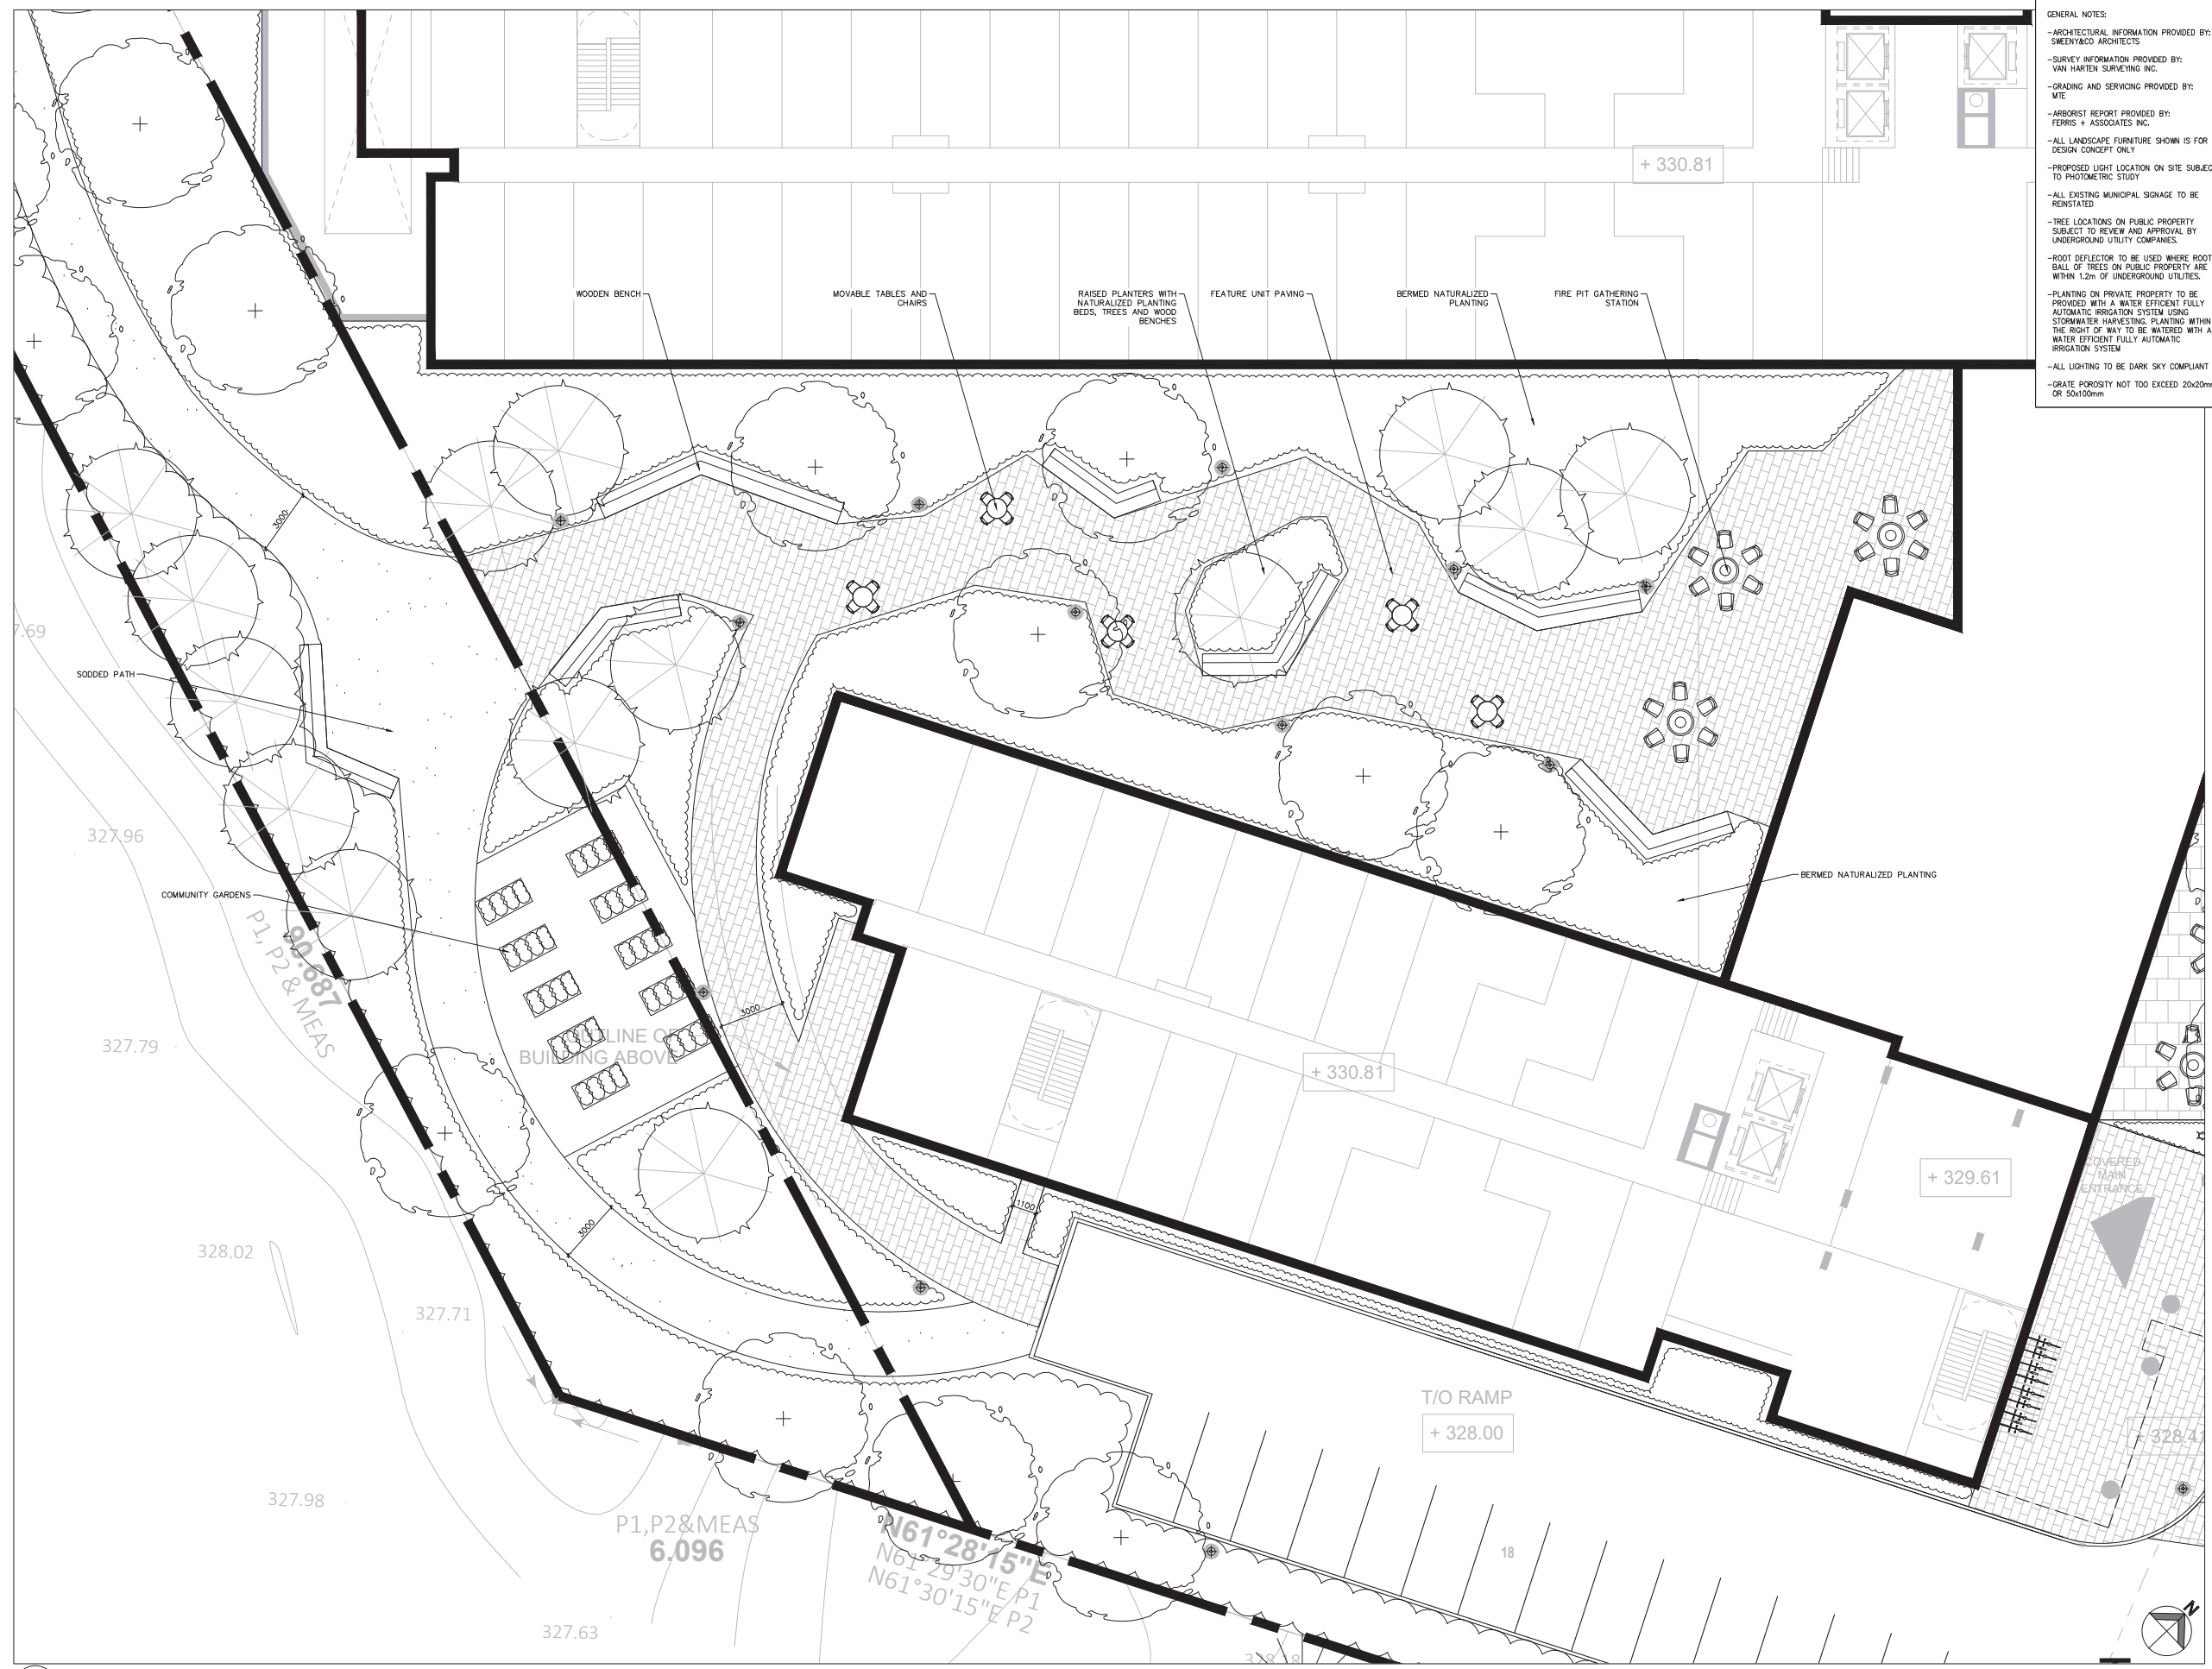 GENERAL NOTES:
-ARCHITECTURAL INFORMATION PROVIDED BY:
SWEENY&CO ARCHITECTS
-SURVEY INFORMATION PROVIDED BY:
VAN HARTEN SURVEYING INC.
-GRADING AND SERVICING PROVIDED BY:
MTE
-ARBORIST REPORT PROVIDED BY:
FERRIS + ASSOCIATES INC.
-ALL LANDSCAPE FURNITURE SHOWN IS FOR
DESIGN CONCEPT ONLY
-PROPOSED LIGHT LOCATION ON SITE SUBJEC
TO PHOTOMETRIC STUDY
-ALL EXISTING MUNICIPAL SIGNAGE TO BE
REINSTATED
-TREE LOCATIONS ON PUBLIC PROPERTY
SUBJECT TO REVIEW AND APPROVAL BY
UNDERGROUND UTILITY COMPANIES.
-ROOT DEFLECTOR TO BE USED WHERE ROOT
BALL OF TREES ON PUBLIC PROPERTY ARE
WITHIN 1.2m OF UNDERGROUND UTILITIES.
-PLANTING ON PRIVATE PROPERTY TO BE
PROVIDED WITH A WATER EFFICIENT FULLY
AUTOMATIC IRRIGATION SYSTEM USING
STORMWATER HARVESTING. PLANTING WITHIN
THE RIGHT OF WAY TO BE WATERED WITH A
WATER EFFICIENT FULLY AUTOMATIC
IRRIGATION SYSTEM
-ALL LIGHTING TO BE DARK SKY COMPLIANT
-GRATE POROSITY NOT TOO EXCEED 20x20mm
OR 50x100mm
+ 330.81
WOODEN BENCH
MOVABLE TABLES AND
CHAIRS
RAISED PLANTERS WITH
NATURALIZED PLANTING
BEDS, TREES AND WOOD
BENCHES
FEATURE UNIT PAVING
BERMED NATURALIZED
PLANTING
FIRE PIT GATHERING
STATION
3000
7.69
SODDED PATH
327.96
COMMUNITY GARDENS
BERMED NATURALIZED PLANTING
90.687
P1, P2 & MEAS
3000
327.79
OUTLINE OF
BUILDING ABOVE
+ 330.81
COVERED
MAIN
ENTRANCE
+ 329.61
1100
3000
328.02
327.71
T/O RAMP
+ 328.00
+ 328.41
327.98
P1,P2&MEAS
6.096
N61°28'15"E
N61°29'30"E P1
N61°30'15"E P2
18
327.63
328.18
N